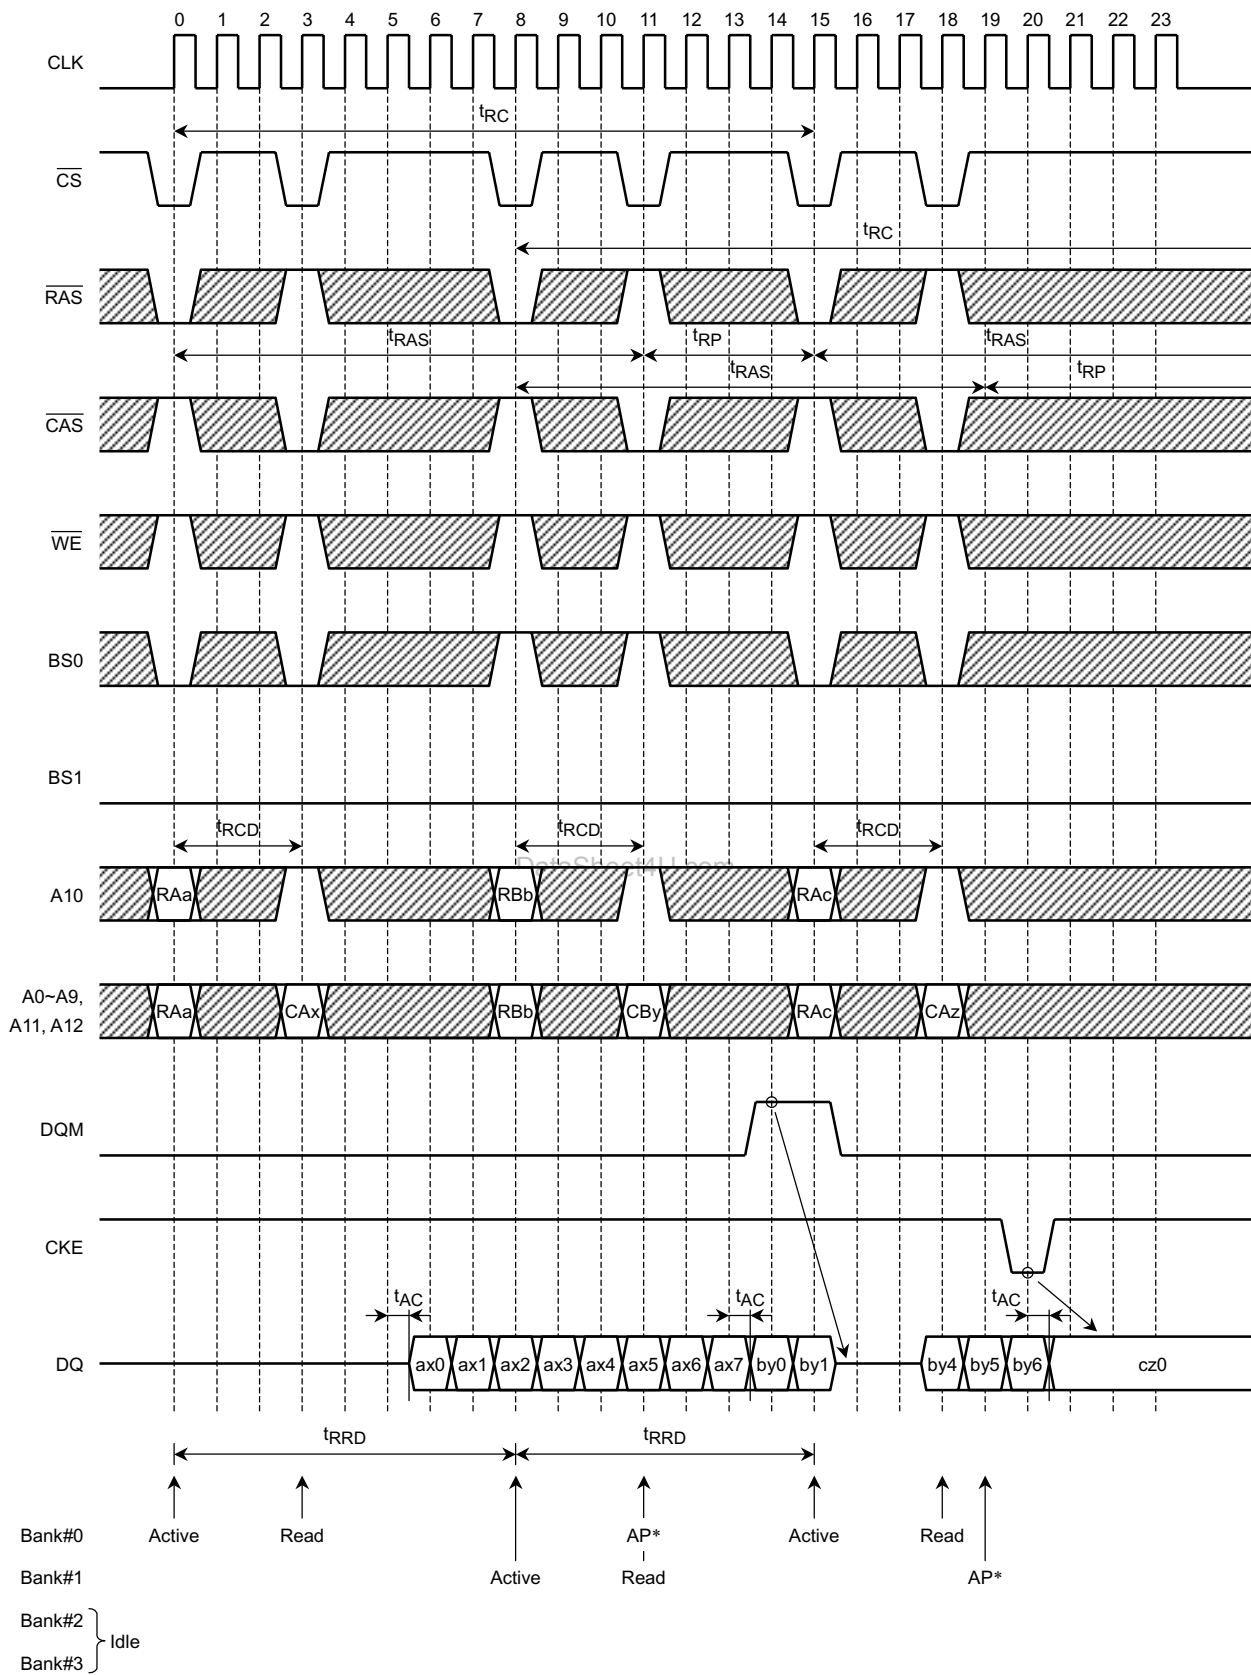 0 1 2 3 4 5 6 7 8 9 10 11 12 13 14 15 16 17 18 19 20 21 22 23
CLK
tRC
CS
tRC
RAS
tRAS tRP tRAS
tRAS tRP
CAS
WE
BS0
BS1
tRCD tRCD tRCD
DataSheet4U.com
A10 RAa RBb RAc
A0~A9,
A11, A12 RAa CAx RBb CBy RAc CAz
DQM
CKE
tAC tAC tAC
DQ ax0 ax1 ax2 ax3 ax4 ax5 ax6 ax7 by0 by1 by4 by5 by6 cz0
tRRD tRRD
Bank#0 Active Read AP* Active Read
Bank#1 Active Read AP*
Bank#2
Idle
Bank#3